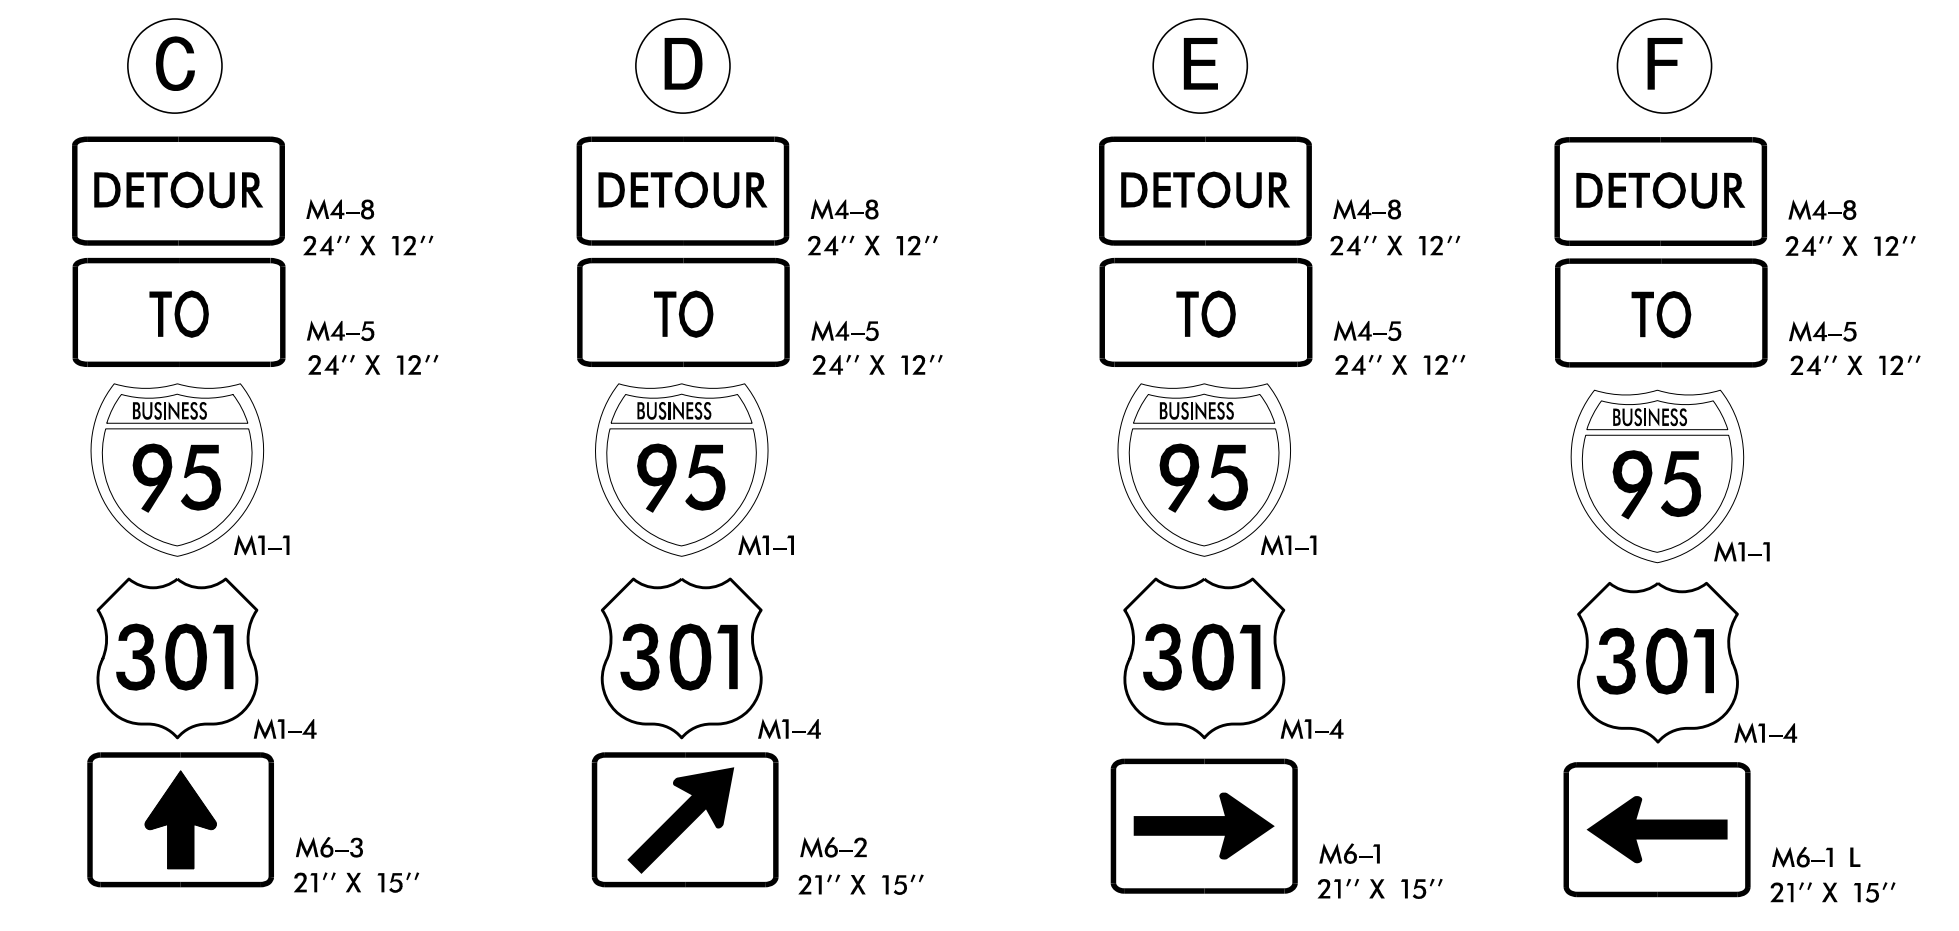 C
DETOUR
M4–8
24'' X 12''
TO
M4–5
24'' X 12''
BUSINESS
95
M1–1
301
M1–4
M6–3
21'' X 15''
D
DETOUR
M4–8
24'' X 12''
TO
M4–5
24'' X 12''
BUSINESS
95
M1–1
301
M1–4
M6–2
21'' X 15''
E
DETOUR
M4–8
24'' X 12''
TO
M4–5
24'' X 12''
BUSINESS
95
M1–1
301
M1–4
M6–1
21'' X 15''
F
DETOUR
M4–8
24'' X 12''
TO
M4–5
24'' X 12''
BUSINESS
95
M1–1
301
M1–4
M6–1 L
21'' X 15''